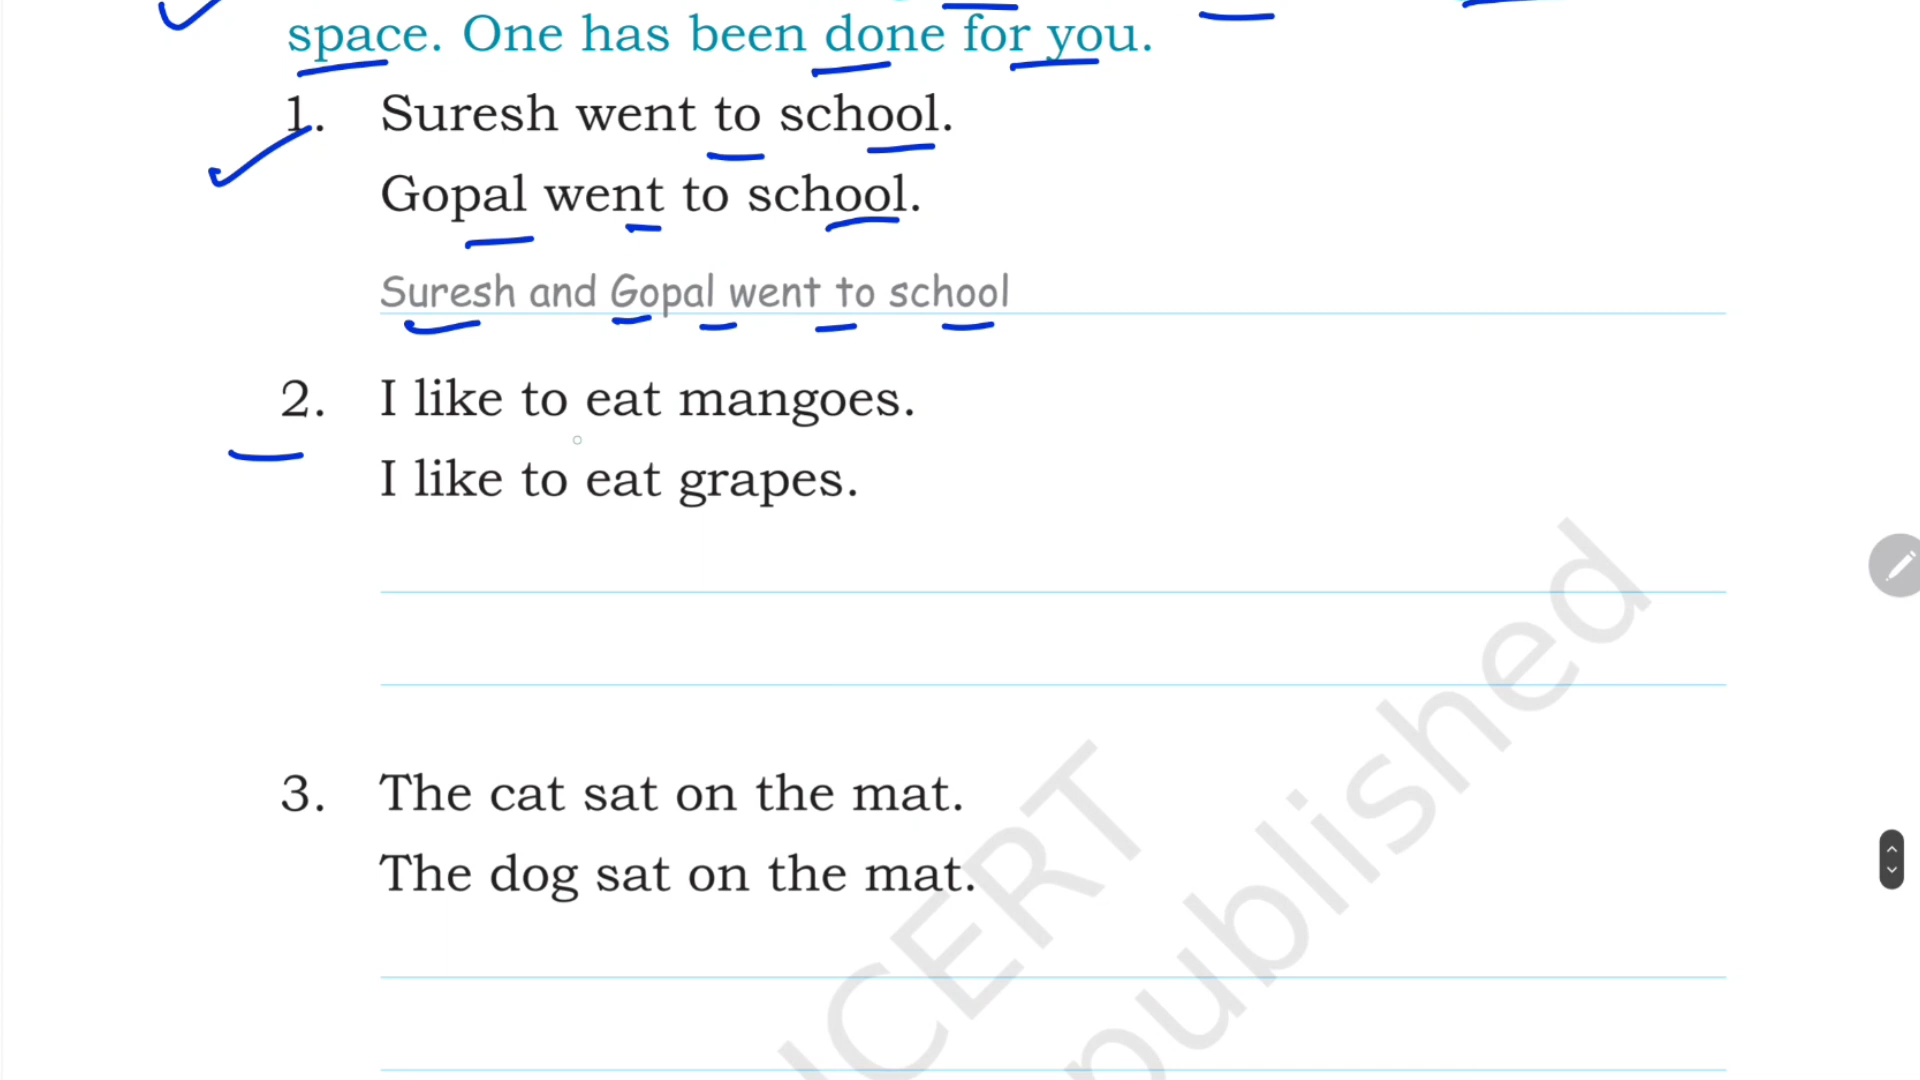 space. One has been done for you.
1. Suresh went to school.
Gopal went to school.
Suresh and Gopal went to school
2. I like to eat mangoes.
I like to eat grapes.
3. The cat sat on the mat.
The dog sat on the mat.
published